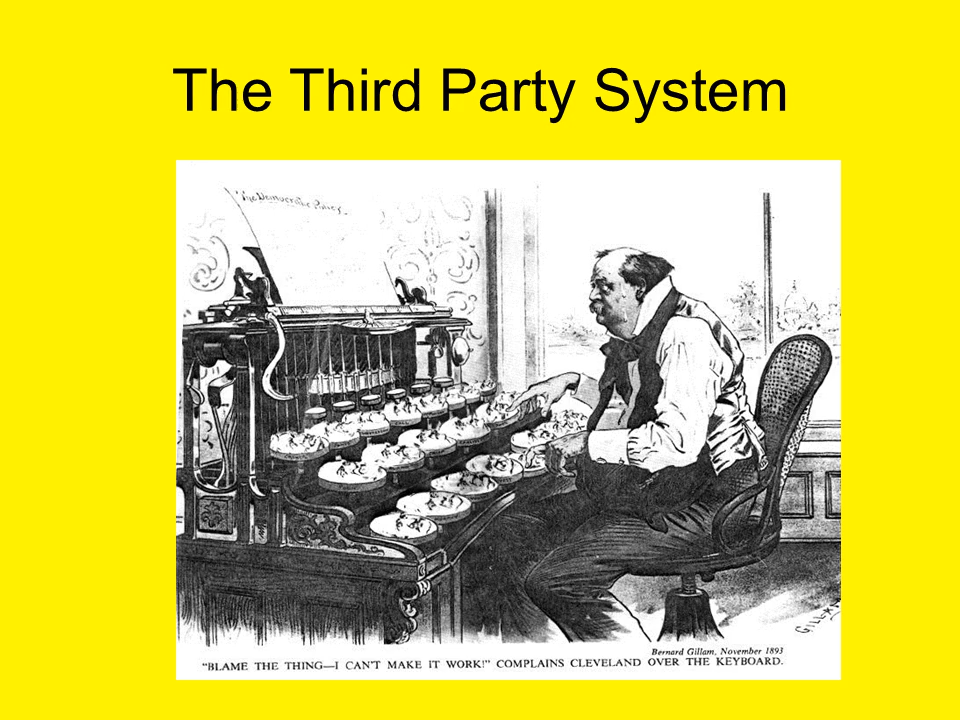 The Third Party System
The Democratic Policy
GILLAM
Bernard Gillam, November 1893
"BLAME THE THING—I CAN'T MAKE IT WORK!" COMPLAINS CLEVELAND OVER THE KEYBOARD.